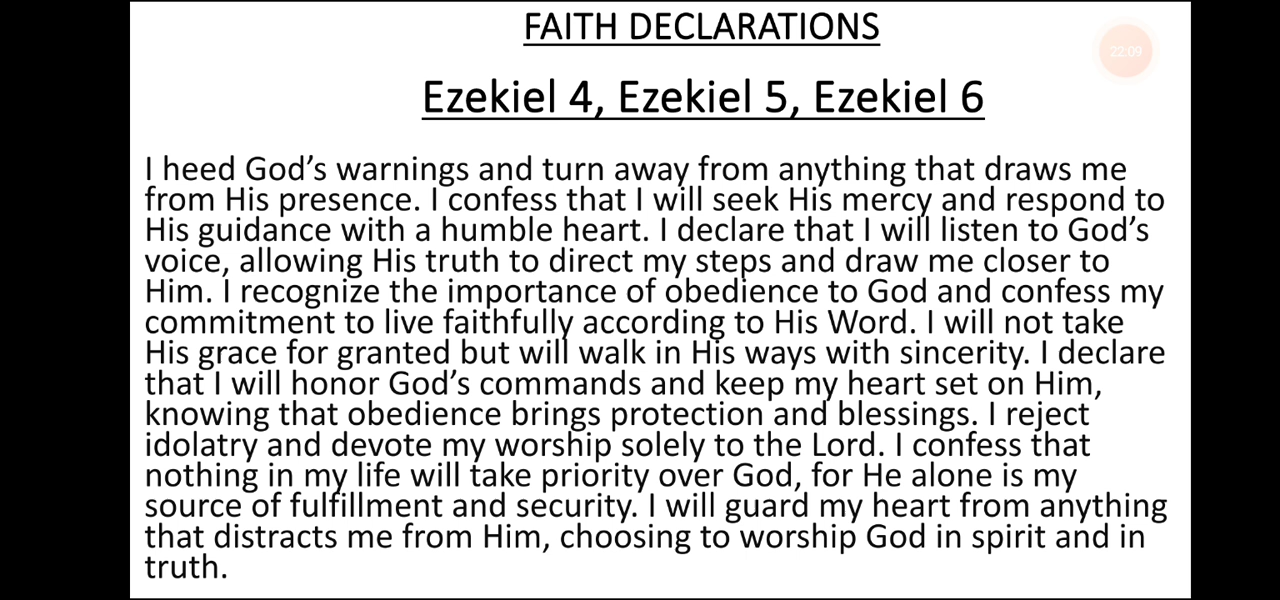 FAITH DECLARATIONS
22:09
Ezekiel 4, Ezekiel 5, Ezekiel 6
I heed God’s warnings and turn away from anything that draws me
from His presence. I confess that I will seek His mercy and respond to
His guidance with a humble heart. I declare that I will listen to God’s
voice, allowing His truth to direct my steps and draw me closer to
Him. I recognize the importance of obedience to God and confess my
commitment to live faithfully according to His Word. I will not take
His grace for granted but will walk in His ways with sincerity. I declare
that I will honor God’s commands and keep my heart set on Him,
knowing that obedience brings protection and blessings. I reject
idolatry and devote my worship solely to the Lord. I confess that
nothing in my life will take priority over God, for He alone is my
source of fulfillment and security. I will guard my heart from anything
that distracts me from Him, choosing to worship God in spirit and in
truth.